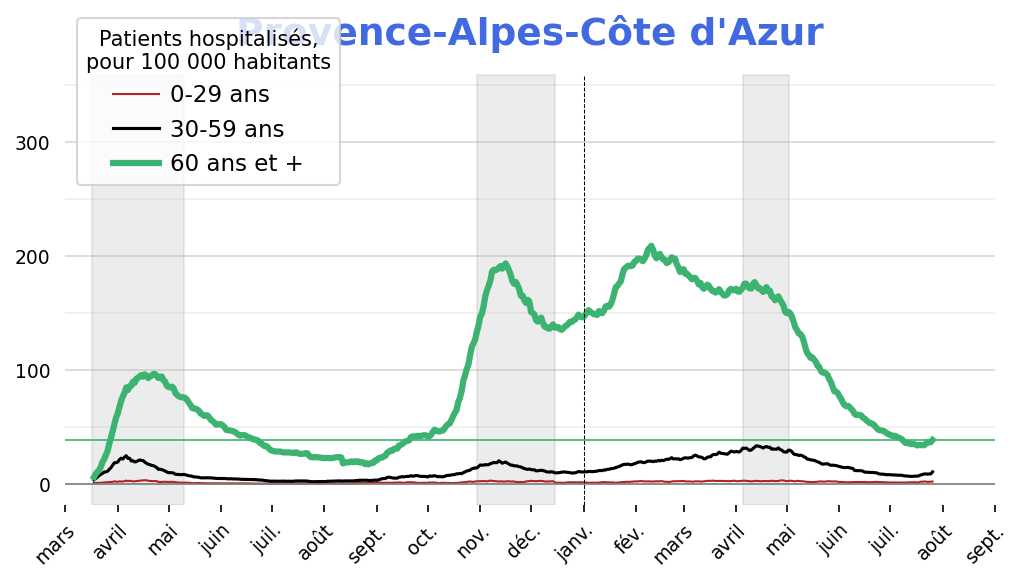 Provence-Alpes-Côte d'Azur
Patients hospitalisés,
pour 100 000 habitants
0-29 ans
30-59 ans
60 ans et +
300
200
100
0
mars avril mai juin juil. août sept. oct. nov. déc. janv. fév. mars avril mai juin juil. août sept.